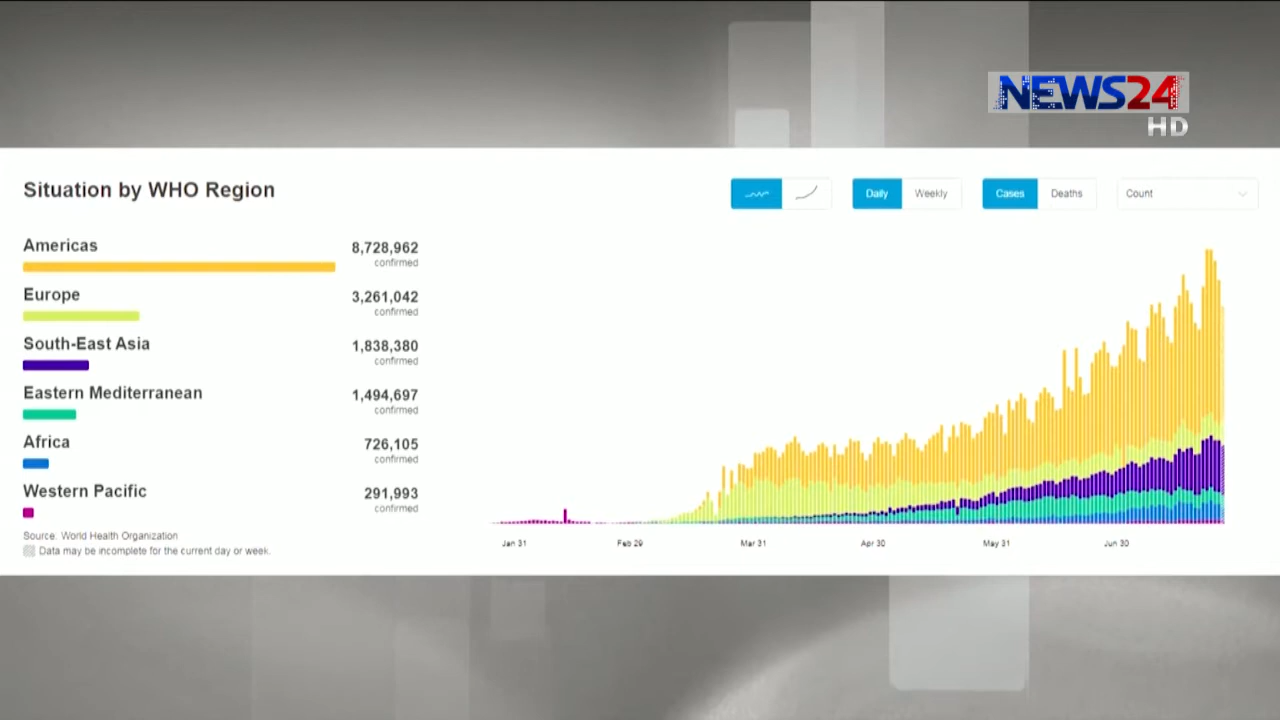 NEWS24
HD
Situation by WHO Region
Daily
Weekly
Cases
Deaths
Count
Americas
8,728,962
confirmed
Europe
3,261,042
confirmed
South-East Asia
1,838,380
confirmed
Eastern Mediterranean
1,494,697
confirmed
Africa
726,105
confirmed
Western Pacific
291,993
confirmed
Source: World Health Organization
Data may be incomplete for the current day or week.
Jan 31
Feb 29
Mar 31
Apr 30
May 31
Jun 30